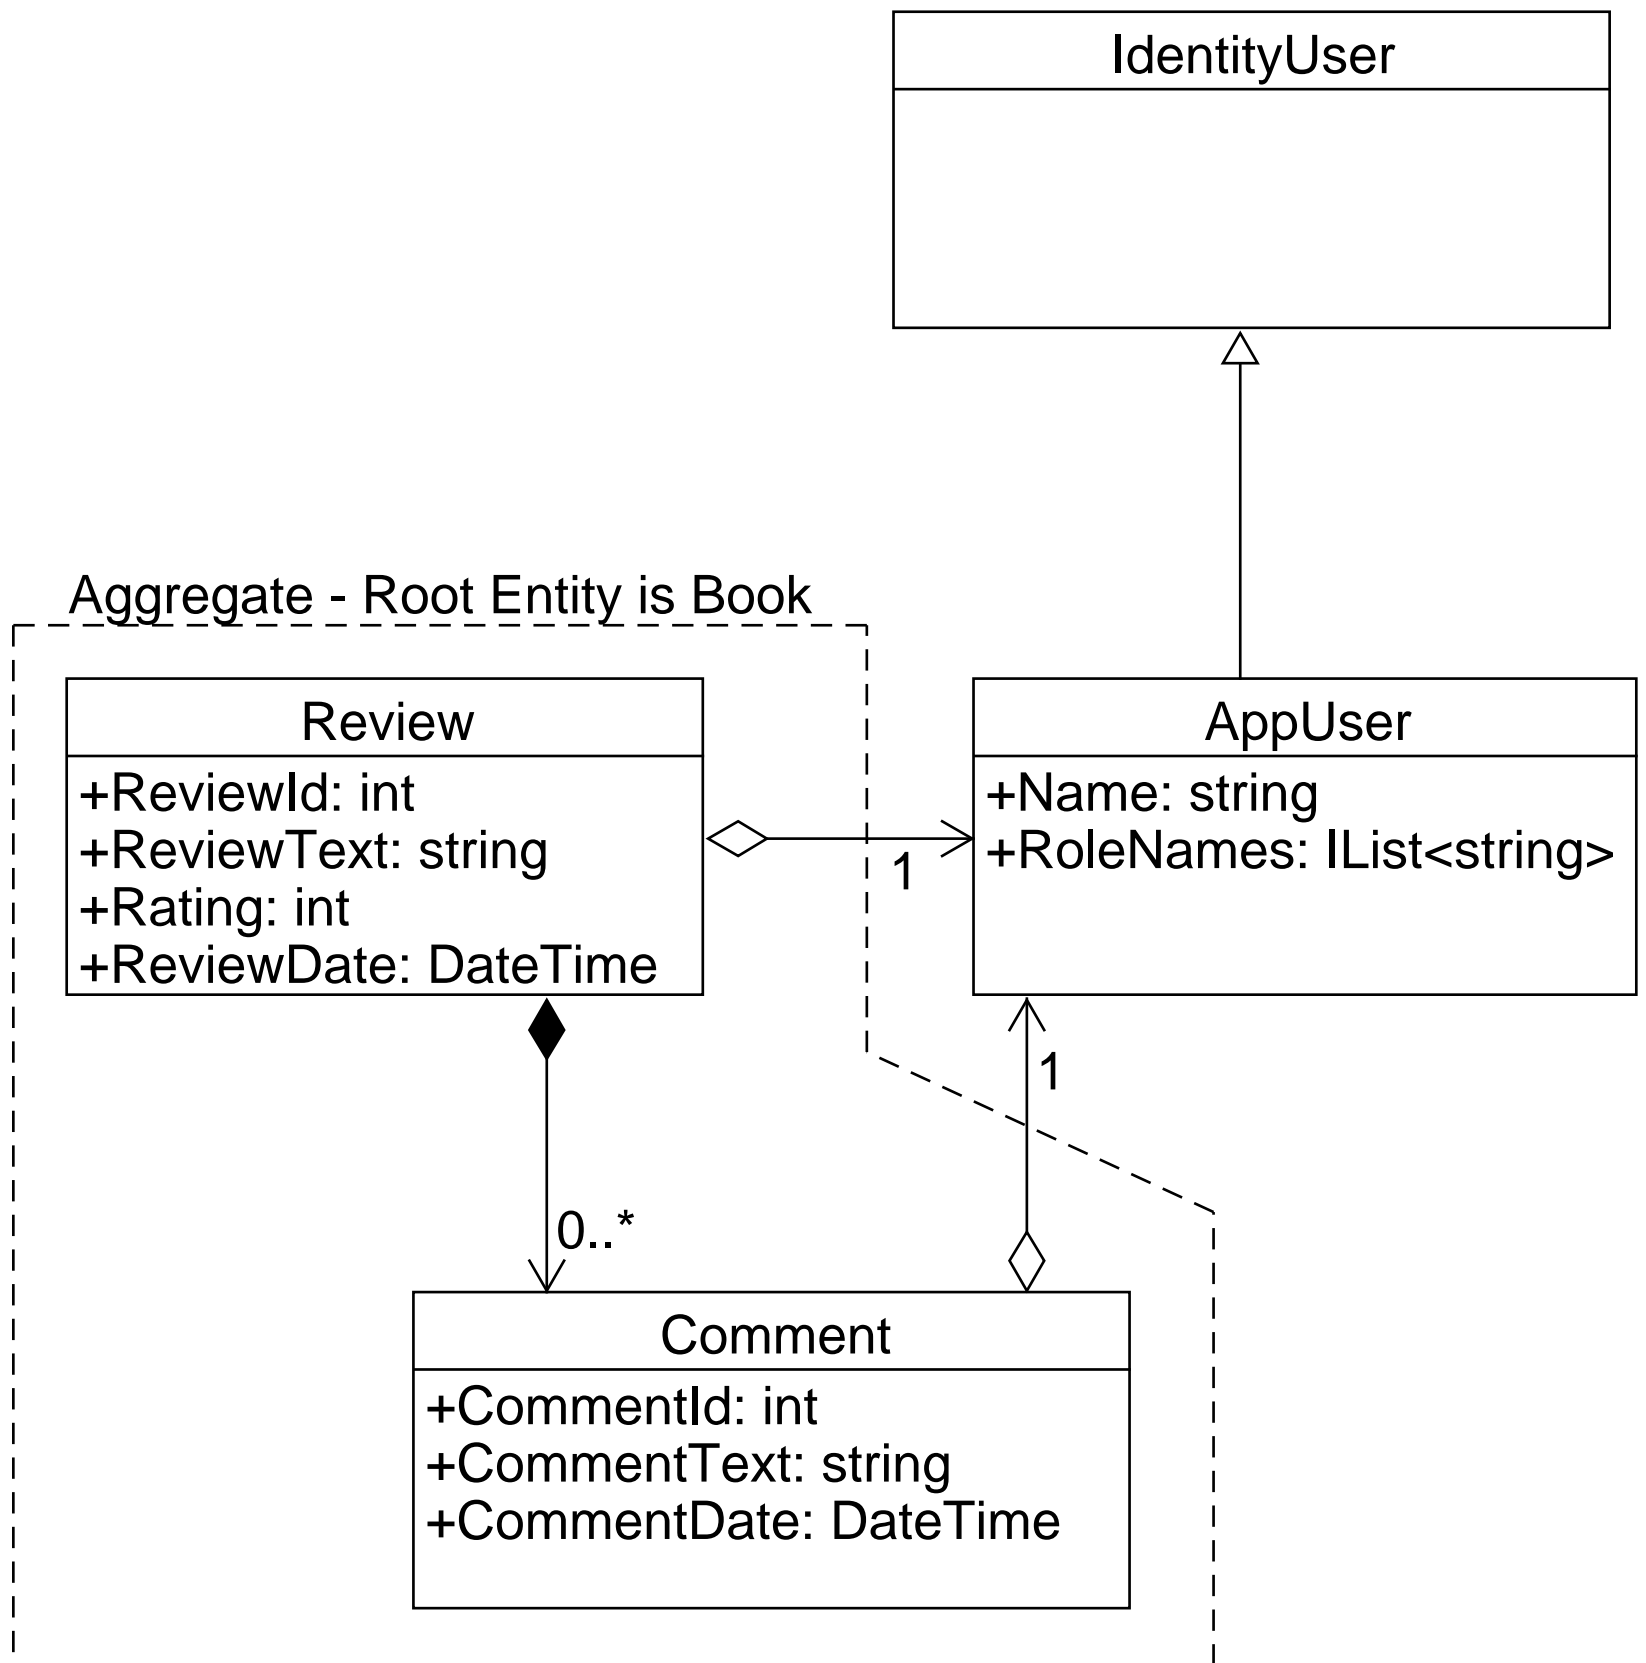 IdentityUser
Aggregate - Root Entity is Book
Review
+ReviewId: int
+ReviewText: string
+Rating: int
+ReviewDate: DateTime
1
AppUser
+Name: string
+RoleNames: IList<string>
1
0..*
Comment
+CommentId: int
+CommentText: string
+CommentDate: DateTime